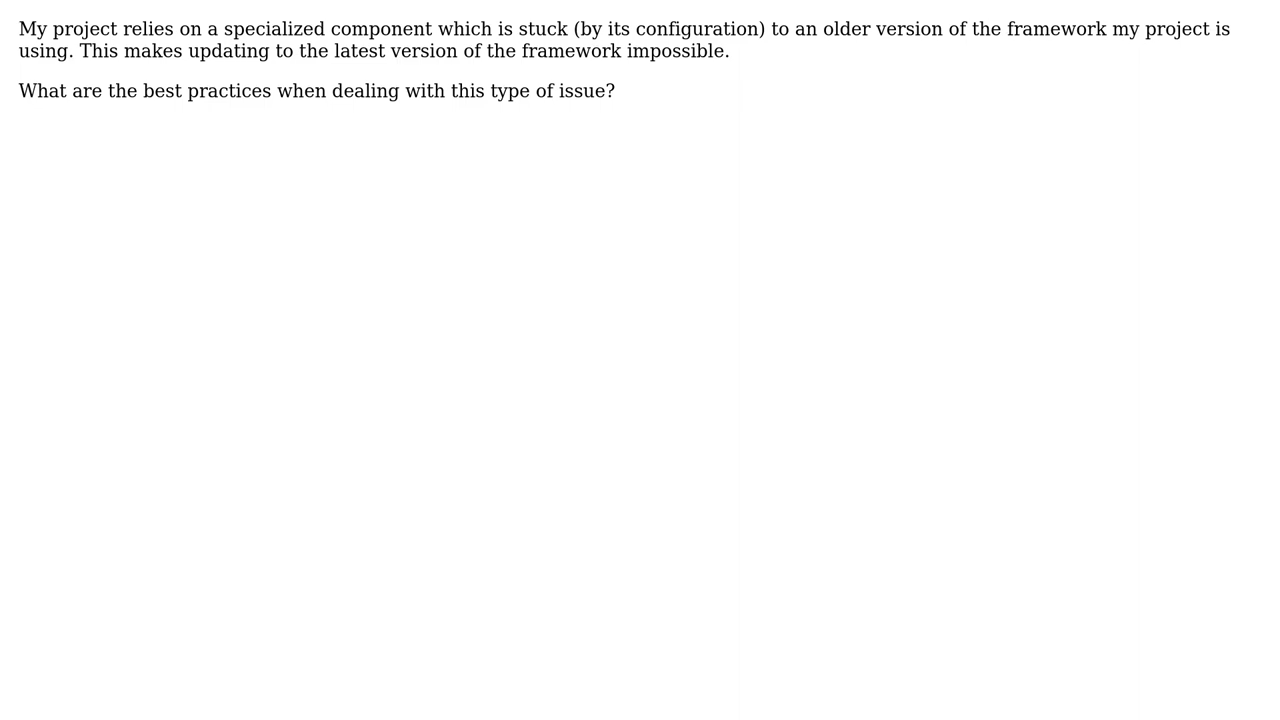 My project relies on a specialized component which is stuck (by its configuration) to an older version of the framework my project is
using. This makes updating to the latest version of the framework impossible.
What are the best practices when dealing with this type of issue?